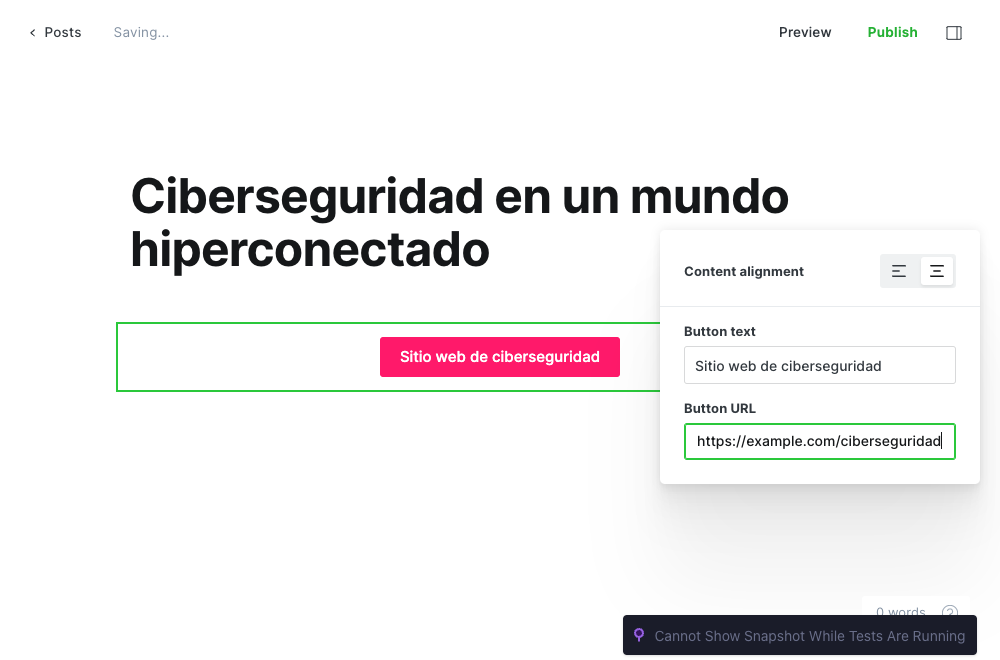 Posts
Saving...
Preview
Publish
Ciberseguridad en un mundo
hiperconectado
Content alignment
Button text
Sitio web de ciberseguridad
Sitio web de ciberseguridad
Button URL
https://example.com/ciberseguridad
0 words
Cannot Show Snapshot While Tests Are Running